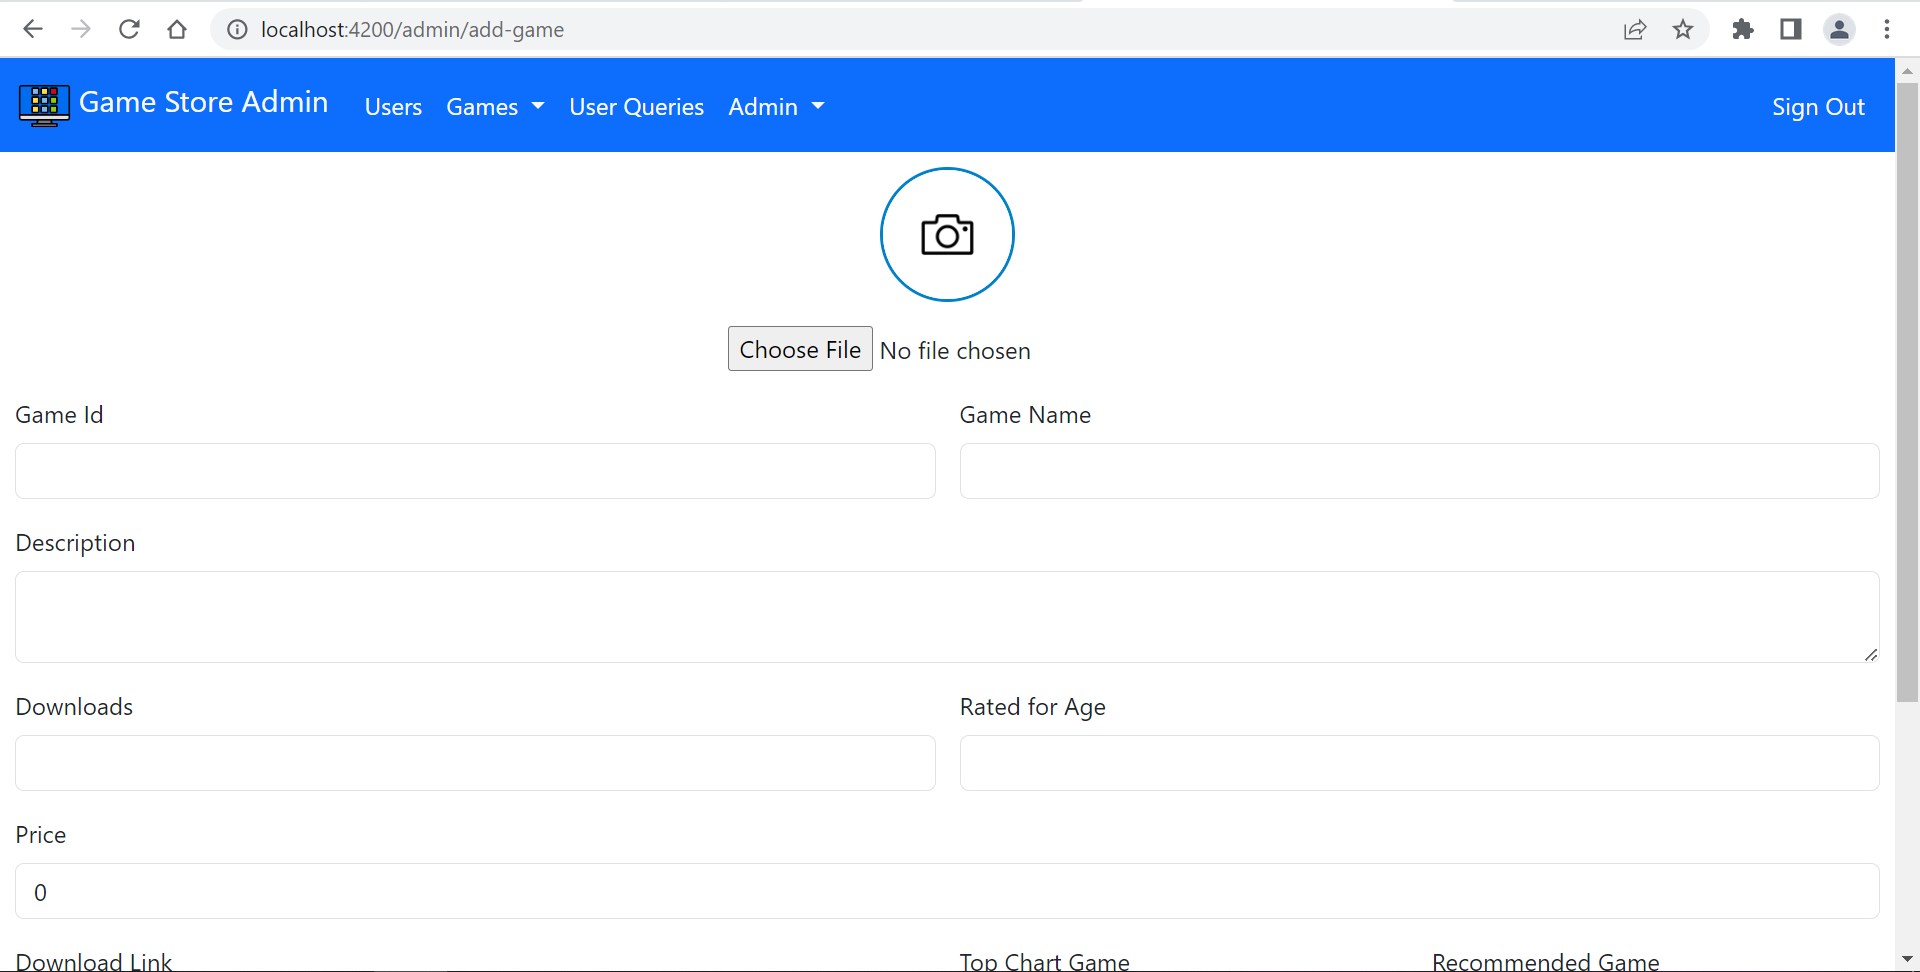 localhost:4200/admin/add-game
Game Store Admin Users Games User Queries Admin Sign Out
Choose File No file chosen
Game Id Game Name
Description
Downloads Rated for Age
Price
0
Download Link Top Chart Game Recommended Game